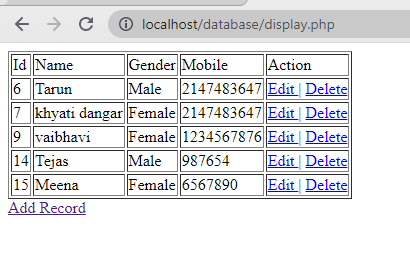 localhost/database/display.php
Id Name Gender Mobile Action
6 Tarun Male 2147483647 Edit | Delete
7 khyati dangar Female 2147483647 Edit | Delete
9 vaibhavi Female 1234567876 Edit | Delete
14 Tejas Male 987654 Edit | Delete
15 Meena Female 6567890 Edit | Delete
Add Record